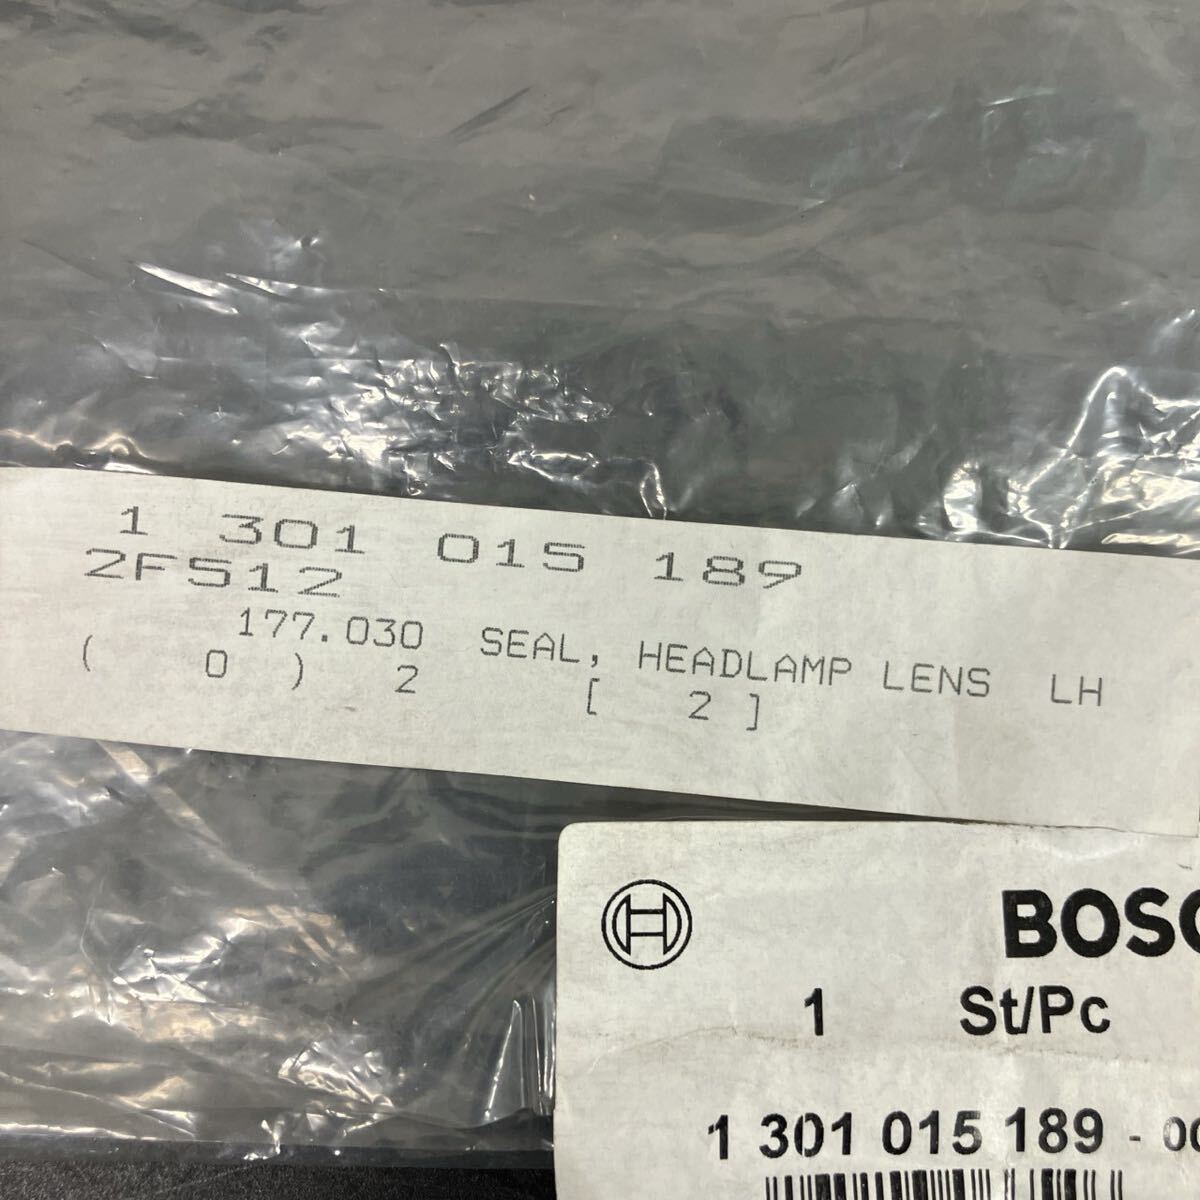 1 301 015 189
2FS12
177.030 SEAL, HEADLAMP LENS LH
( 0 ) 2 [ 2 ]
BOSC
1 St/Pc
1 301 015 189 - 00